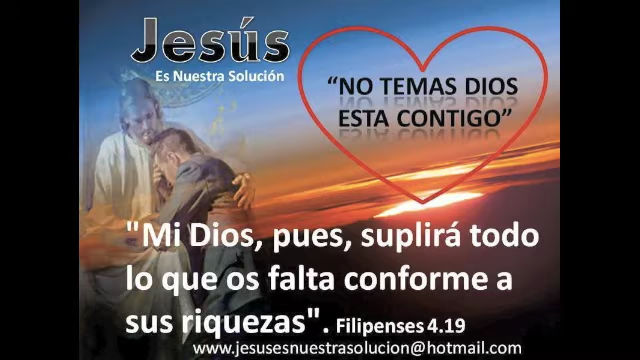 Jesús
Es Nuestra Solución
“NO TEMAS DIOS
ESTA CONTIGO”
"Mi Dios, pues, suplirá todo
lo que os falta conforme a
sus riquezas". Filipenses 4.19
www.jesusesnuestrasolucion@hotmail.com